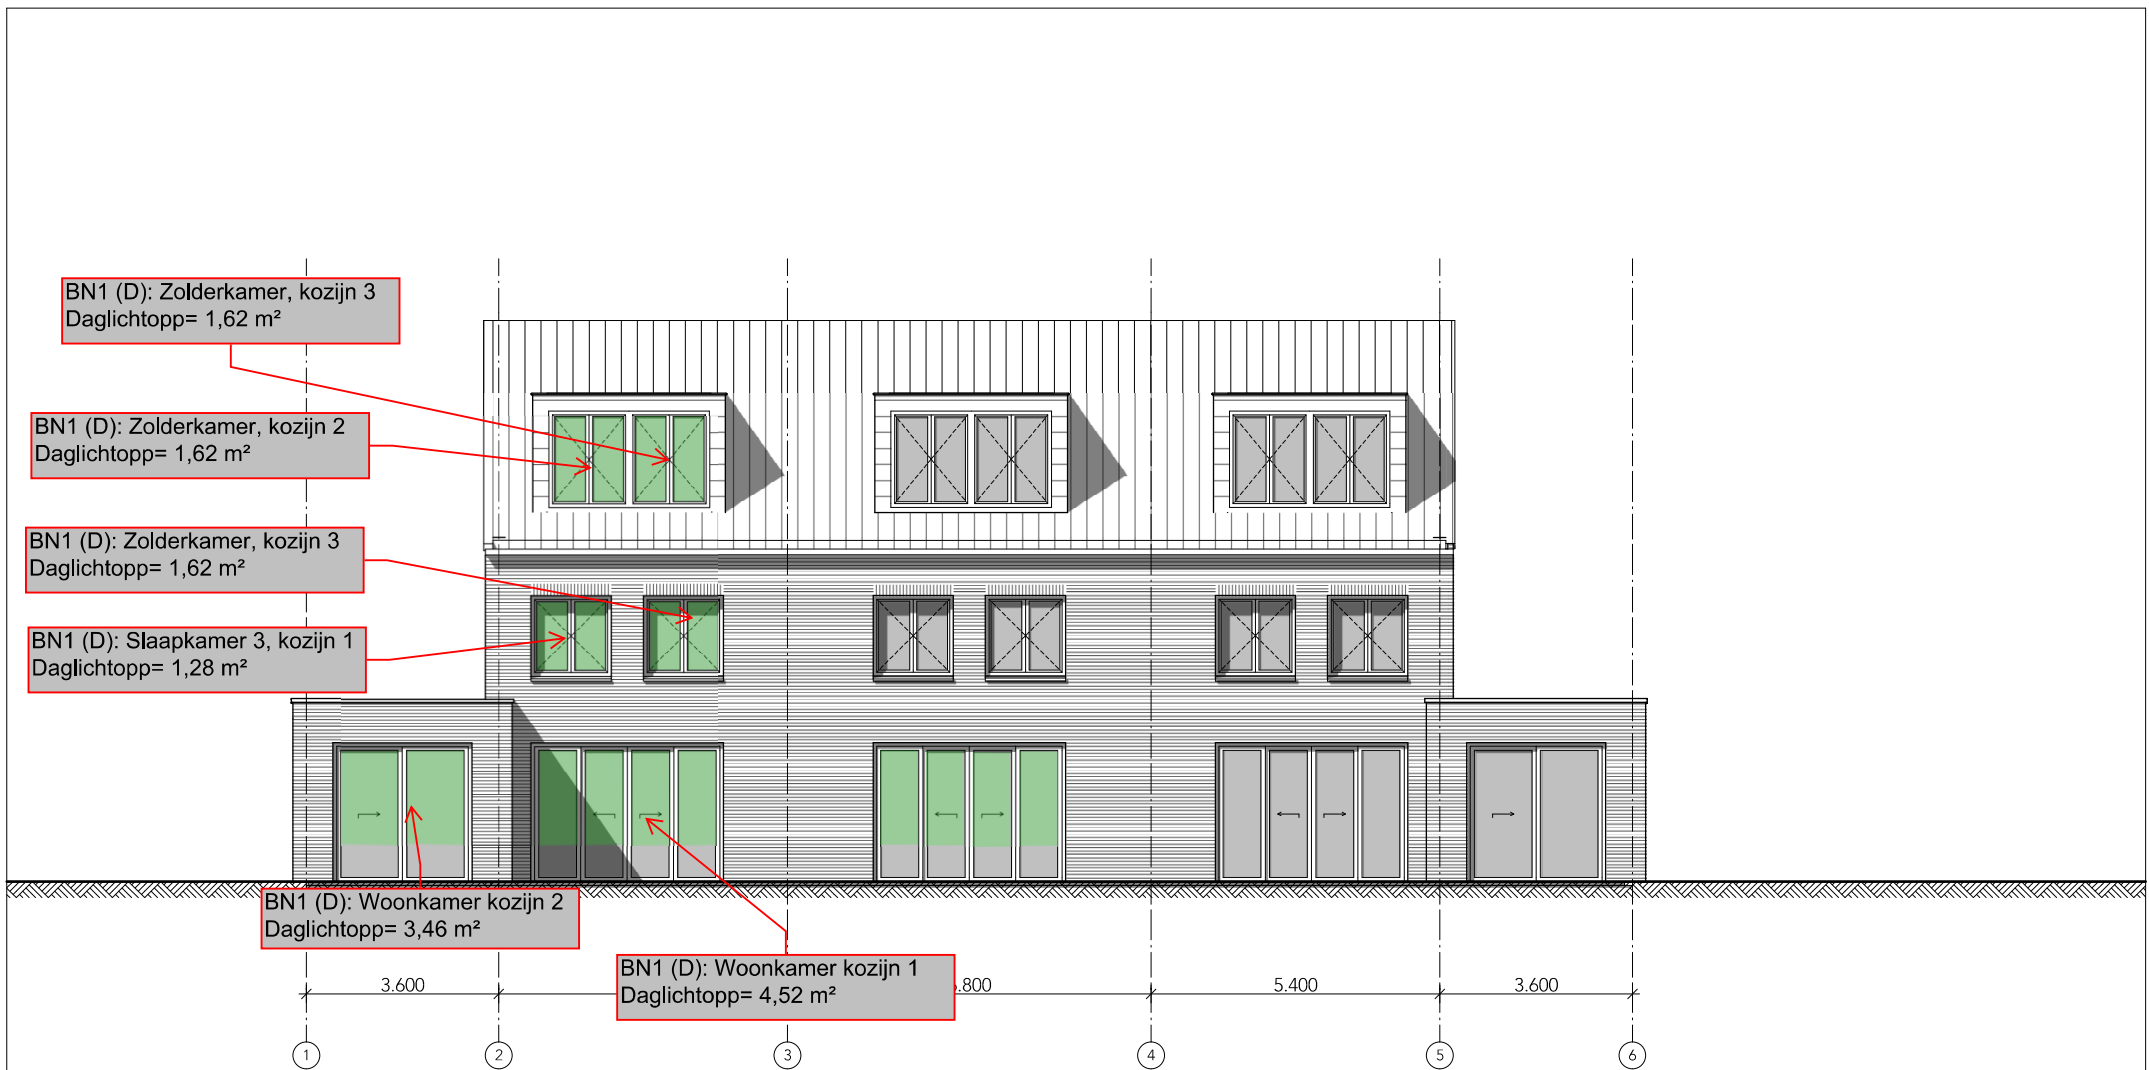 BN1 (D): Zolderkamer, kozijn 3
Daglichtopp= 1,62 m²
BN1 (D): Zolderkamer, kozijn 2
Daglichtopp= 1,62 m²
BN1 (D): Zolderkamer, kozijn 3
Daglichtopp= 1,62 m²
BN1 (D): Slaapkamer 3, kozijn 1
Daglichtopp= 1,28 m²
BN1 (D): Woonkamer kozijn 2
Daglichtopp= 3,46 m²
BN1 (D): Woonkamer kozijn 1
Daglichtopp= 4,52 m²
3.600
.800
5.400
3.600
1
2
3
4
5
6